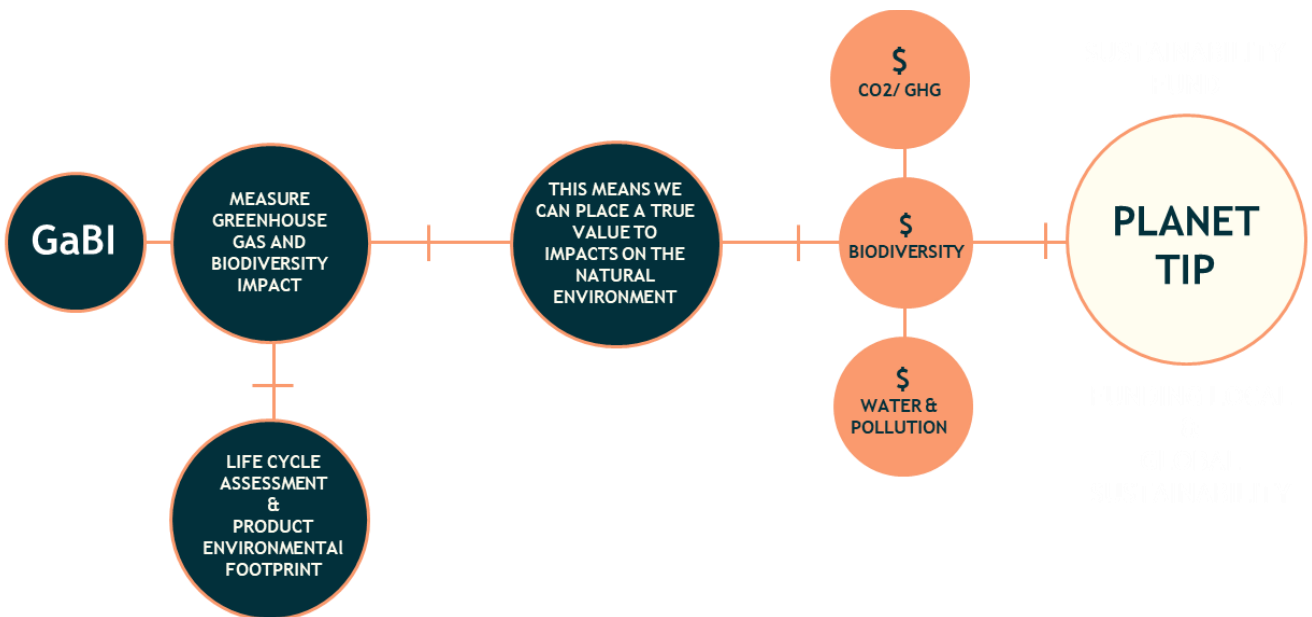 GaBI
MEASURE
GREENHOUSE
GAS AND
BIODIVERSITY
IMPACT
LIFE CYCLE
ASSESSMENT
&
PRODUCT
ENVIRONMENTAl
FOOTPRINT
THIS MEANS WE
CAN PLACE A TRUE
VALUE TO
IMPACTS ON THE
NATURAL
ENVIRONMENT
$
CO2/ GHG
$
BIODIVERSITY
$
WATER &
POLLUTION
PLANET
TIP